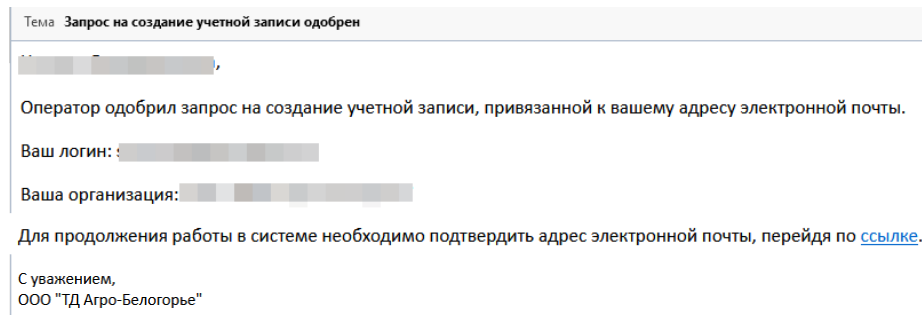 Тема Запрос на создание учетной записи одобрен
,
Оператор одобрил запрос на создание учетной записи, привязанной к вашему адресу электронной почты.
Ваш логин:
Ваша организация:
Для продолжения работы в системе необходимо подтвердить адрес электронной почты, перейдя по ссылке.
С уважением,
ООО "ТД Агро-Белогорье"